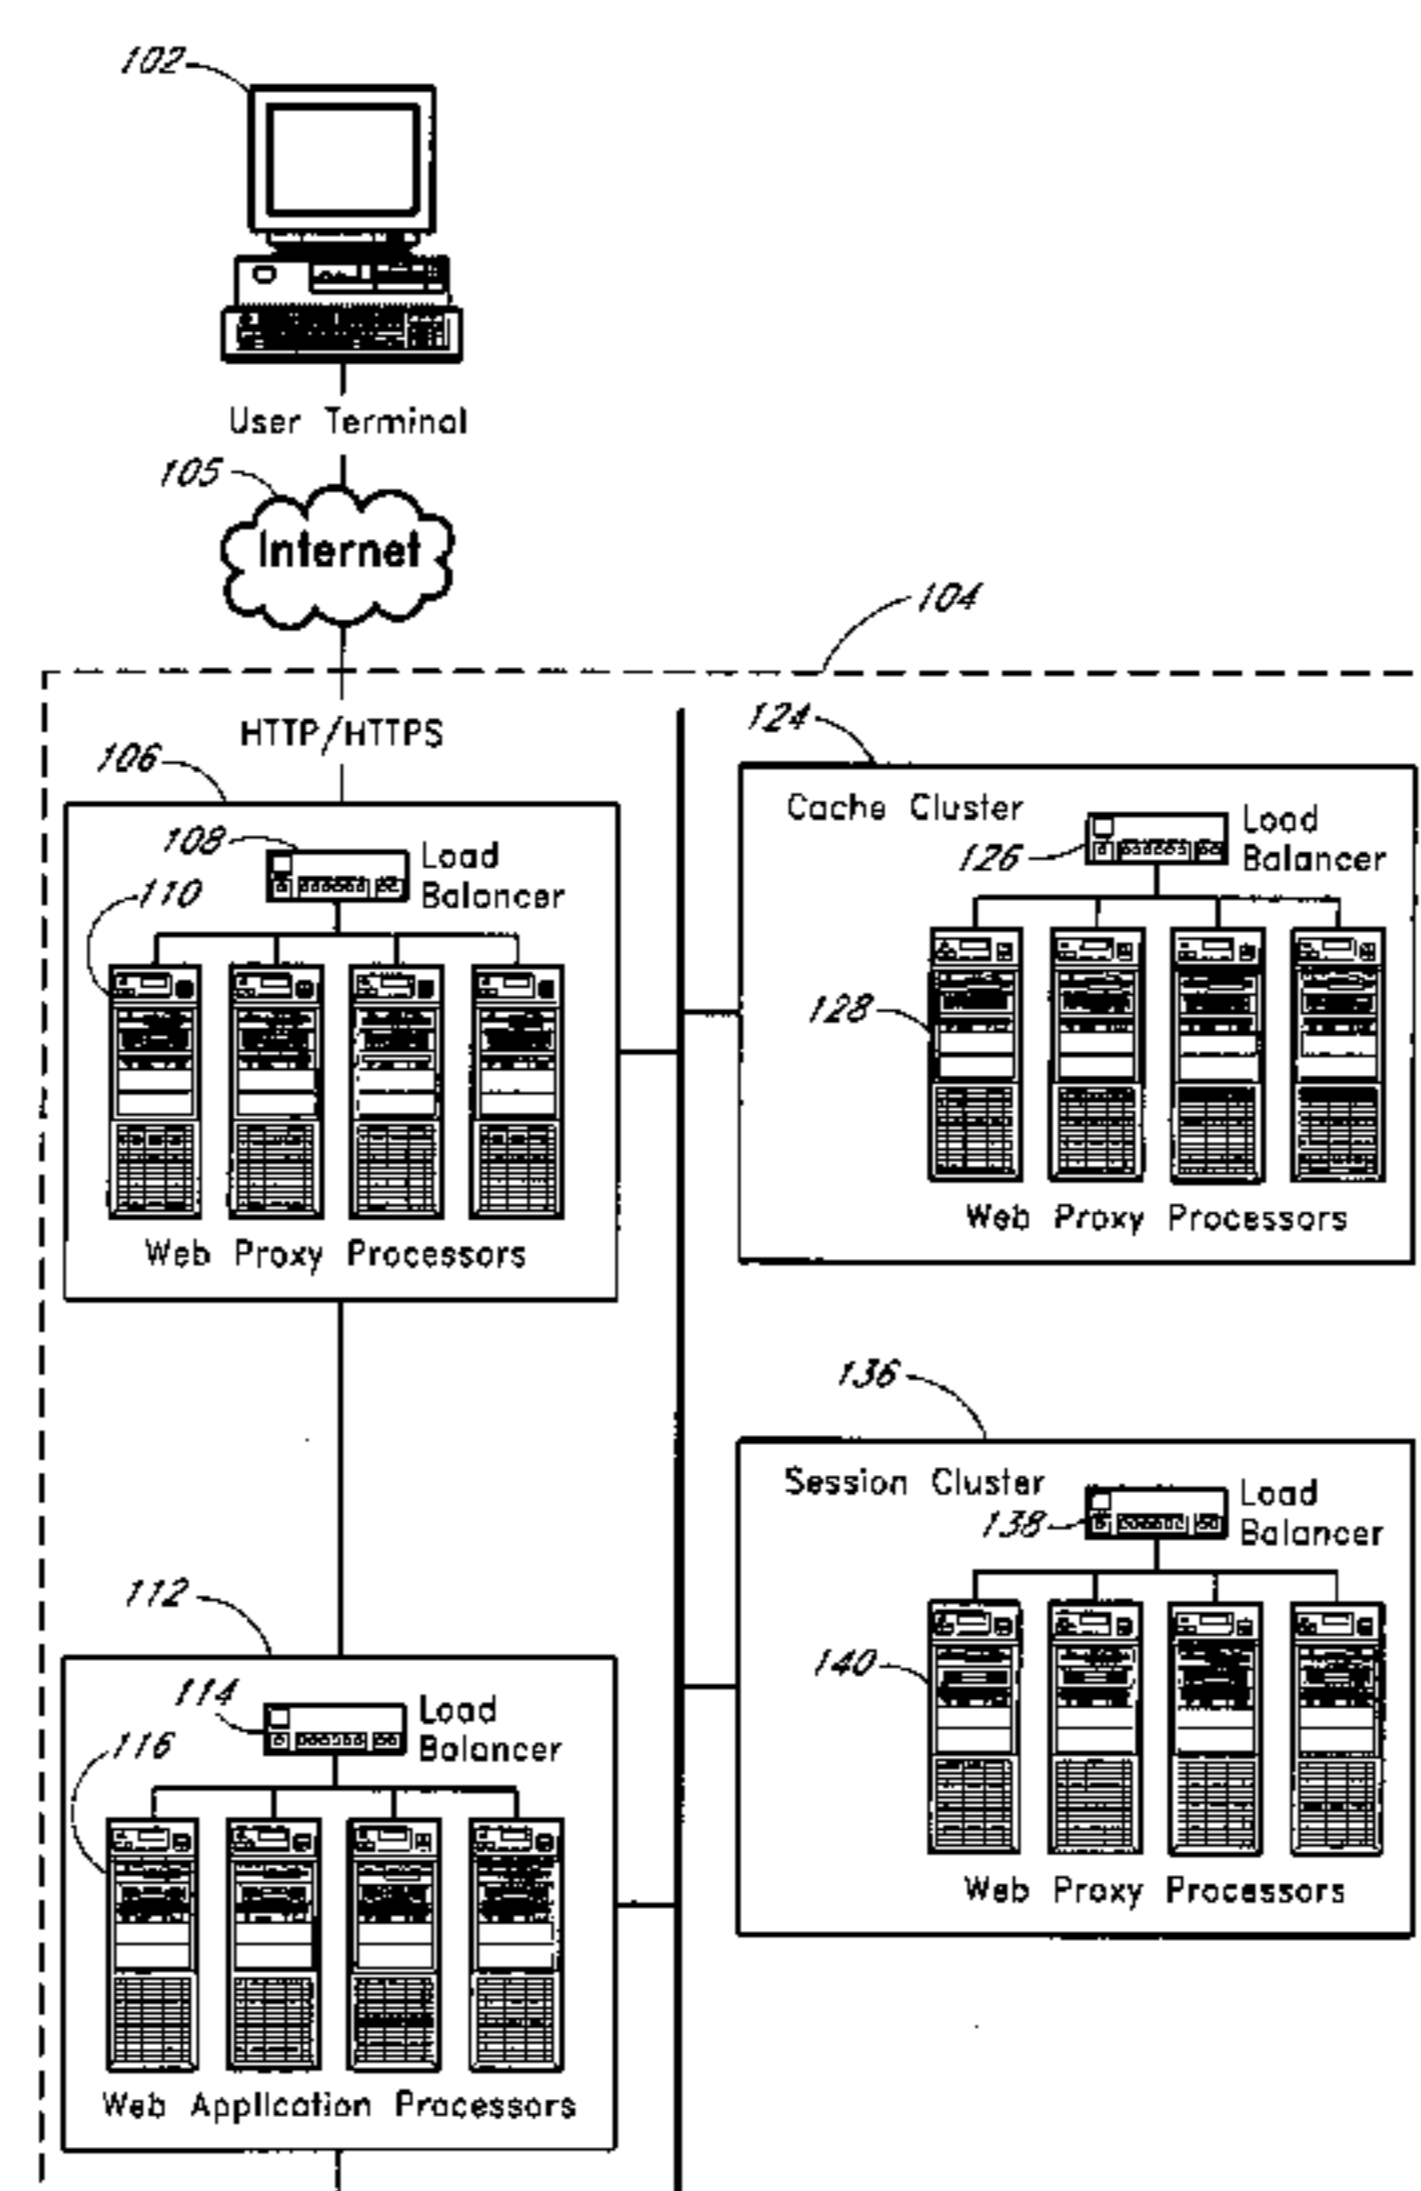 102
User Terminal
105
Internet
104
HTTP/HTTPS
106
108
Load
Balancer
110
Web Proxy Processors
124
Cache Cluster
Load
Balancer
126
128
Web Proxy Processors
136
Session Cluster
Load
Balancer
138
140
Web Proxy Processors
112
114
Load
Balancer
116
Web Application Processors